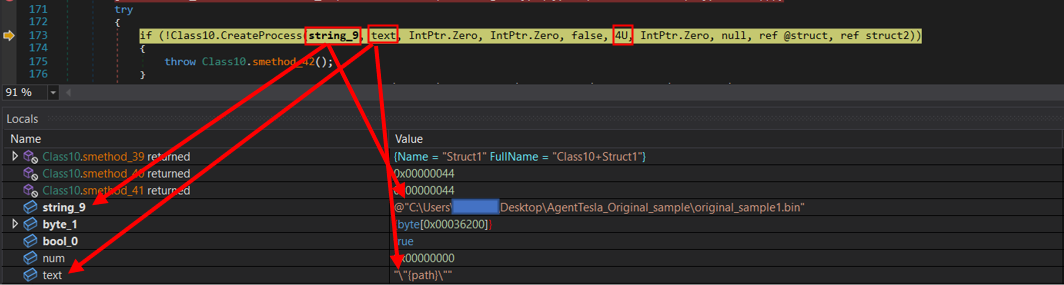 171 try
172 {
173 if (!Class10.CreateProcess(string_9, text, IntPtr.Zero, IntPtr.Zero, false, 4U, IntPtr.Zero, null, ref @struct, ref struct2))
174 {
175 throw Class10.smethod_42();
176 }
91 %
Locals
Name Value
Class10.smethod_39 returned {Name = "Struct1" FullName = "Class10+Struct1"}
Class10.smethod_40 returned 0x00000044
Class10.smethod_41 returned 0x00000044
string_9 @"C:\Users\ Desktop\AgentTesla_Original_sample\original_sample1.bin"
byte_1 byte[0x00036200]
bool_0 true
num 0x00000000
text "\"{path}\""